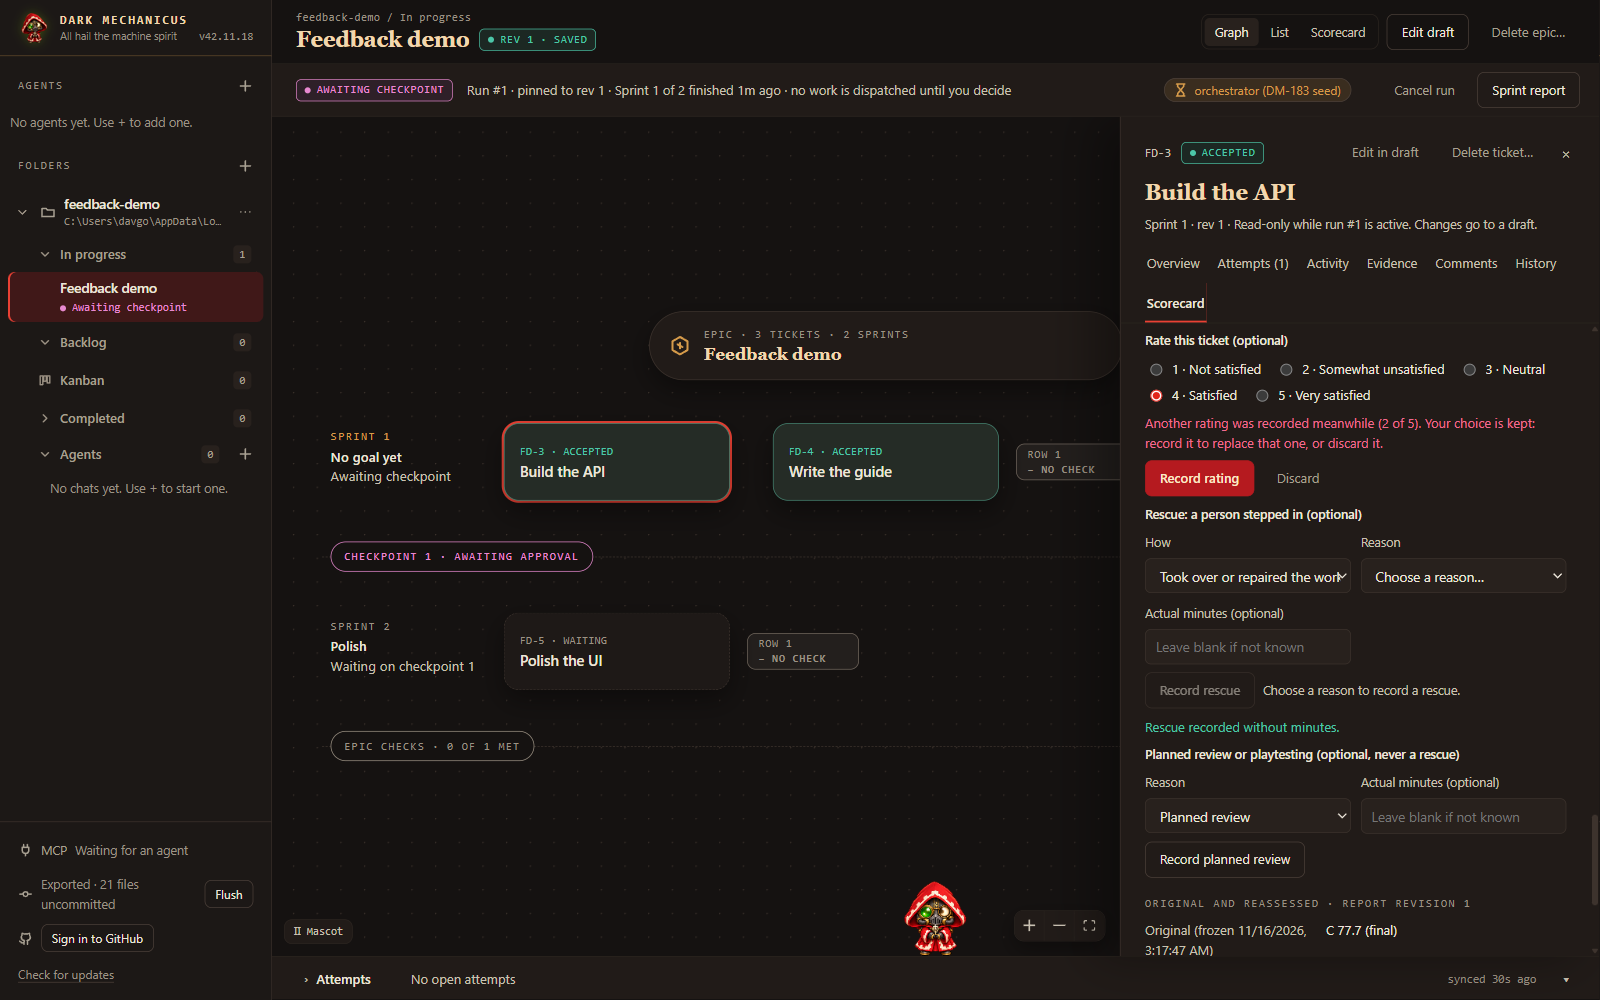 DARK MECHANICUS
All hail the machine spirit v42.11.18
AGENTS
No agents yet. Use + to add one.
FOLDERS
feedback-demo
C:\Users\davgo\AppData\Lo…
In progress 1
Feedback demo
Awaiting checkpoint
Backlog 0
Kanban 0
Completed 0
Agents 0
No chats yet. Use + to start one.
MCP Waiting for an agent
Exported · 21 files
uncommitted
Flush
Sign in to GitHub
Check for updates
feedback-demo / In progress
Feedback demo
REV 1 · SAVED
Graph List Scorecard
Edit draft
Delete epic...
AWAITING CHECKPOINT
Run #1 · pinned to rev 1 · Sprint 1 of 2 finished 1m ago · no work is dispatched until you decide
orchestrator (DM-183 seed)
Cancel run
Sprint report
EPIC · 3 TICKETS · 2 SPRINTS
Feedback demo
SPRINT 1
No goal yet
Awaiting checkpoint
FD-3 · ACCEPTED
Build the API
FD-4 · ACCEPTED
Write the guide
ROW 1
– NO CHECK
CHECKPOINT 1 · AWAITING APPROVAL
SPRINT 2
Polish
Waiting on checkpoint 1
FD-5 · WAITING
Polish the UI
ROW 1
– NO CHECK
EPIC CHECKS · 0 OF 1 MET
Mascot
Attempts
No open attempts
synced 30s ago
FD-3
ACCEPTED
Edit in draft
Delete ticket...
Build the API
Sprint 1 · rev 1 · Read-only while run #1 is active. Changes go to a draft.
Overview Attempts (1) Activity Evidence Comments History
Scorecard
Rate this ticket (optional)
1 · Not satisfied 2 · Somewhat unsatisfied 3 · Neutral
4 · Satisfied 5 · Very satisfied
Another rating was recorded meanwhile (2 of 5). Your choice is kept:
record it to replace that one, or discard it.
Record rating
Discard
Rescue: a person stepped in (optional)
How Reason
Took over or repaired the wor
Choose a reason...
Actual minutes (optional)
Leave blank if not known
Record rescue
Choose a reason to record a rescue.
Rescue recorded without minutes.
Planned review or playtesting (optional, never a rescue)
Reason Actual minutes (optional)
Planned review
Leave blank if not known
Record planned review
ORIGINAL AND REASSESSED · REPORT REVISION 1
Original (frozen 11/16/2026, C 77.7 (final)
3:17:47 AM)